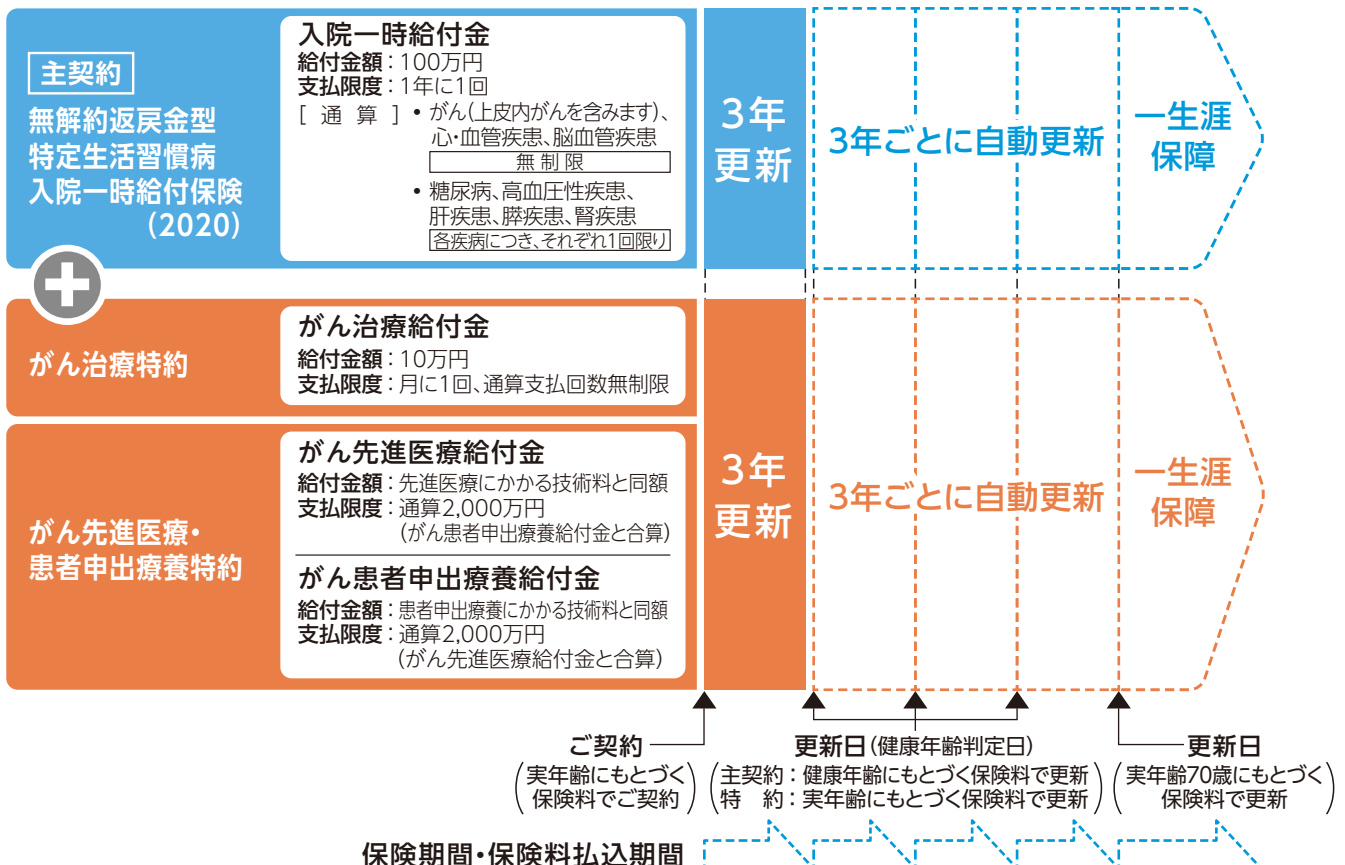 主契約
無解約返戻金型
特定生活習慣病
入院一時給付保険
(2020)
入院一時給付金
給付金額：100万円
支払限度：1年に1回
[ 通 算 ]・がん(上皮内がんを含みます)、
心・血管疾患、脳血管疾患
無制限
・糖尿病、高血圧性疾患、
肝疾患、膵疾患、腎疾患
各疾病につき、それぞれ1回限り
3年
更新
3年ごとに自動更新
一生涯
保障
がん治療特約
がん治療給付金
給付金額：10万円
支払限度：月に1回、通算支払回数無制限
がん先進医療・
患者申出療養特約
がん先進医療給付金
給付金額：先進医療にかかる技術料と同額
支払限度：通算2,000万円
(がん患者申出療養給付金と合算)
がん患者申出療養給付金
給付金額：患者申出療養にかかる技術料と同額
支払限度：通算2,000万円
(がん先進医療給付金と合算)
3年
更新
3年ごとに自動更新
一生涯
保障
ご契約
(実年齢にもとづく
保険料でご契約)
更新日(健康年齢判定日)
(主契約：健康年齢にもとづく保険料で更新
特　約：実年齢にもとづく保険料で更新)
更新日
(実年齢70歳にもとづく
保険料で更新)
保険期間・保険料払込期間